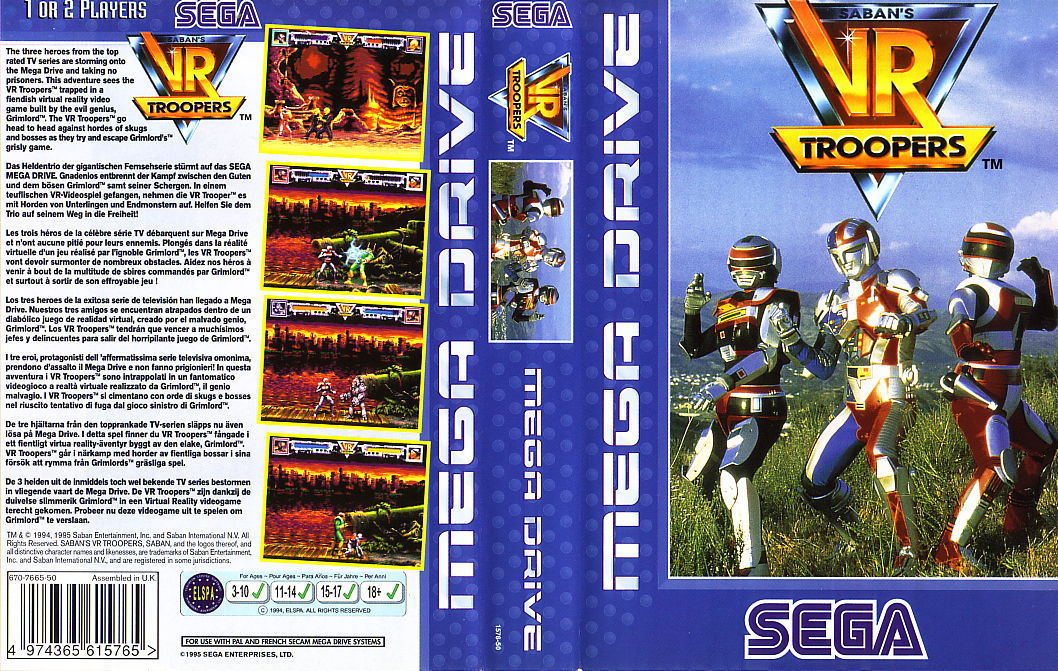 1 OR 2 PLAYERS
SEGA
The three heroes from the top
rated TV series are storming onto
the Mega Drive and taking no
prisoners. This adventure sees the
VR Troopers™ trapped in a
fiendish virtual reality video
game built by the evil genius,
Grimlord™. The VR Troopers™ go
head to head against hordes of skugs
and bosses as they try and escape Grimlord's™
grisly game.
SABAN'S
VR
TROOPERS
TM
Das Heldentrio der gigantischen Fernsehserie stürmt auf das SEGA
MEGA DRIVE. Gnadenlos entbrennt der Kampf zwischen den Guten
und dem bösen Grimlord™ samt seiner Schergen. In einem
teuflischen VR-Videospiel gefangen, nehmen die VR Trooper™ es
mit Horden von Unterlingen und Endmonstern auf. Helfen Sie dem
Trio auf seinem Weg in die Freiheit!
Les trois héros de la célèbre série TV débarquent sur Mega Drive
et n'ont aucun pitié pour leurs ennemis. Plongés dans la réalité
virtuelle d'un jeu réalisé par l'ignoble Grimlord™, les VR Troopers™
vont devoir surmonter de nombreux obstacles. Aidez nos héros à
venir à bout de la multitude de sbires commandés par Grimlord™
et surtout à sortir de son effroyable jeu !
Los tres heroes de la exitosa serie de televisión han llegado a Mega
Drive. Nuestros tres amigos se encuentran atrapados dentro de un
diabólico juego de realidad virtual, creado por el malvado genio,
Grimlord™. Los VR Troopers™ tendrán que vencer a muchísimos
jefes y delincuentes para salir del horripilante juego de Grimlord™.
I tre eroi, protagonisti dell 'affermatissima serie televisiva omonima,
prendono d'assalto il Mega Drive e non fanno prigionieri! In questa
avventura i VR Troopers™ sono intrappolati in un fantomatico
videogioco a realtà virtuale realizzato da Grimlord™, il genio
malvagio. I VR Troopers™ si cimentano con orde di skugs e bosses
nel riuscito tentativo di fuga dal gioco sinistro di Grimlord™.
De tre hjältarna från den topprankade TV-serien släpps nu även
lösa på Mega Drive. I detta spel finner du VR Troopers™ fångade i
ett fientligt virtua reality-äventyr byggt av den elake, Grimlord™.
VR Troopers™ går i närkamp med horder av fientliga bossar i sina
försök att rymma från Grimlords™ gräsliga spel.
De 3 helden uit de inmiddels toch wel bekende TV series bestormen
in vliegende vaart de Mega Drive. De VR Troopers™ zijn dankzij de
duivelse slimmerik Grimlord™ in een Virtual Reality videogame
terecht gekomen. Probeer nu deze videogame uit te spelen om
Grimlord™ te verslaan.
TM & © 1994, 1995 Saban Entertainment, Inc. and Saban International N.V. All
Rights Reserved. SABAN'S VR TROOPERS, SABAN, and the logos thereof, and
all distinctive character names and likenesses, are trademarks of Saban Entertainment,
Inc. and Saban International N.V., and are registered in some jurisdictions.
670-7665-50 Assembled in U.K.
4 974365 615765 >
ELSPA
For Ages – Pour Ages – Para Años – Für Jahre – Per Anni
3-10 11-14 15-17 18+
© 1994, ELSPA. ALL RIGHTS RESERVED
FOR USE WITH PAL AND FRENCH SECAM MEGA DRIVE SYSTEMS
©1995 SEGA ENTERPRISES, LTD.
MEGA DRIVE
SEGA
SABAN'S
VR
TROOPERS
TM
MEGA DRIVE
1578-50
MEGA DRIVE
SABAN'S
VR
TROOPERS
TM
SEGA